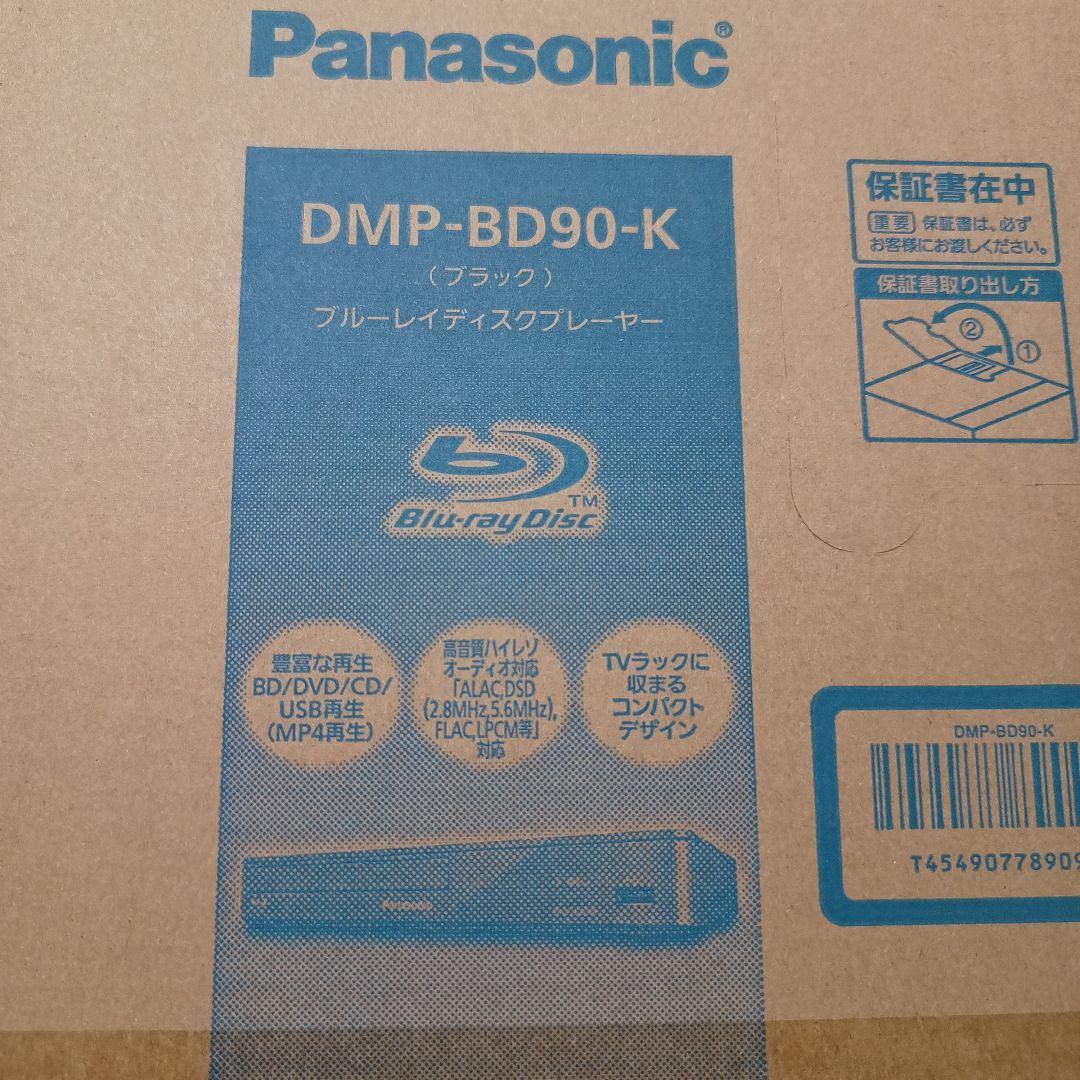 Panasonic®
DMP-BD90-K
（ブラック）
ブルーレイディスクプレーヤー
Blu-ray Disc™
豊富な再生
BD/DVD/CD/
USB再生
(MP4再生)
高音質ハイレゾ
オーディオ対応
「ALAC,DSD
(2.8MHz,5.6MHz),
FLAC,LPCM等」
対応
TVラックに
収まる
コンパクト
デザイン
Panasonic
保証書在中
重要 保証書は、必ず
お客様にお渡しください。
保証書取り出し方
②
①
DMP-BD90-K
T45490778909